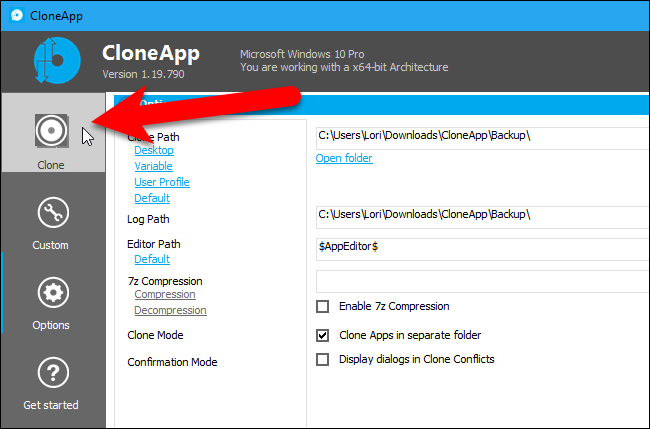 CloneApp
CloneApp
Version 1.19.790
Microsoft Windows 10 Pro
You are working with a x64-bit Architecture
Clone
Custom
Options
Get started
Clone Path
Desktop
Variable
User Profile
Default
C:\Users\Lori\Downloads\CloneApp\Backup\
Open folder
Log Path
C:\Users\Lori\Downloads\CloneApp\Backup\
Editor Path
Default
$AppEditor$
7z Compression
Compression
Decompression
Enable 7z Compression
Clone Mode
Clone Apps in separate folder
Confirmation Mode
Display dialogs in Clone Conflicts